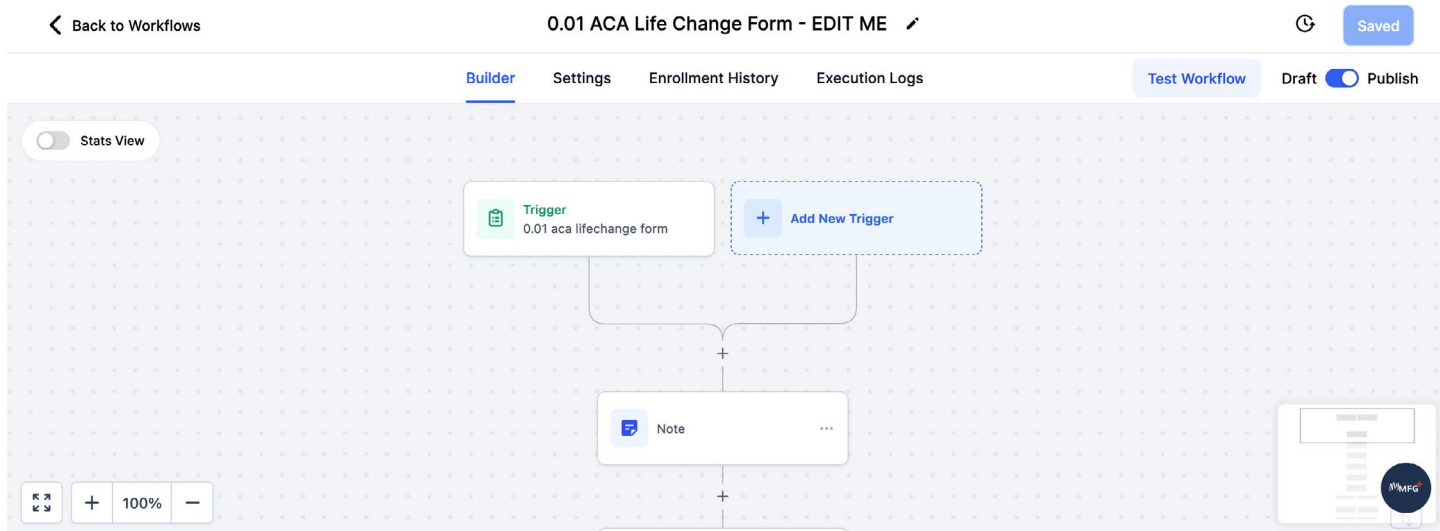 Back to Workflows
0.01 ACA Life Change Form - EDIT ME
Saved
Builder
Settings
Enrollment History
Execution Logs
Test Workflow
Draft
Publish
Stats View
Trigger
0.01 aca lifechange form
+ Add New Trigger
+
Note
...
+
+ 100% −
MyMFG+